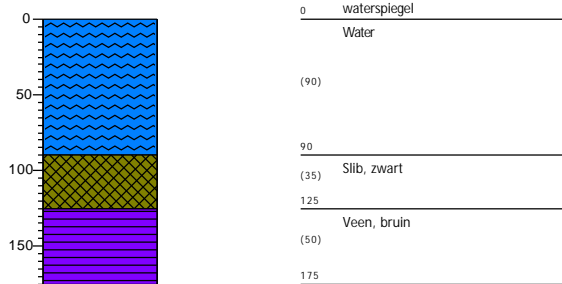 0
50
100
150
0 waterspiegel
Water
(90)
90
(35) Slib, zwart
125
Veen, bruin
(50)
175